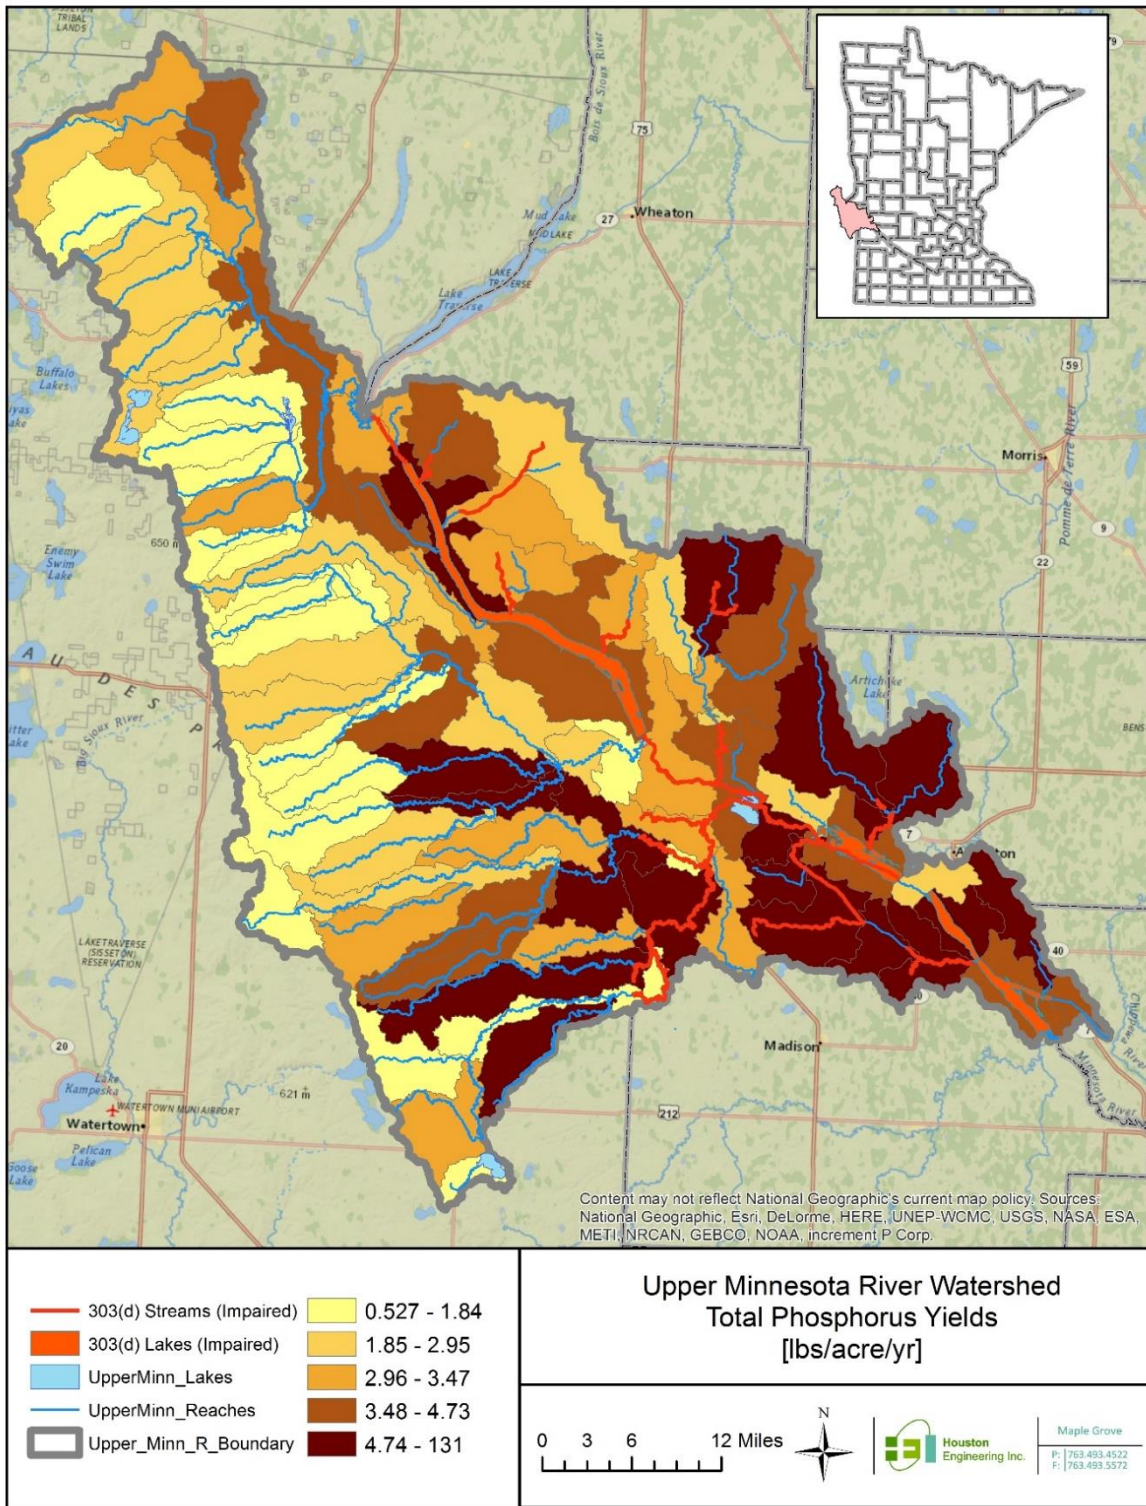 SISSETON
TRIBAL
LANDS
79
Bois de Sioux River
75
Mud Lake
MUD LAKE
27
Wheaton
LAKE
TRAVERSE
Lake
Traverse
59
Buffalo
Lakes
Lake
Morris
Pomme de Terre River
9
650 m
Enemy
Swim
Lake
22
Big Sioux River
Lake
Lake
BENS
7
LAKE TRAVERSE
(SISSETON)
RESERVATION
40
Chippewa
River
Madison
Minnesota
River
20
Lake
Kampeska
621 m
WATERTOWN MUNI AIRPORT
212
Watertown
Pelican
Lake
Goose
Lake
Content may not reflect National Geographic's current map policy. Sources:
National Geographic, Esri, DeLorme, HERE, UNEP-WCMC, USGS, NASA, ESA,
METI, NRCAN, GEBCO, NOAA, increment P Corp.
303(d) Streams (Impaired)
303(d) Lakes (Impaired)
UpperMinn_Lakes
UpperMinn_Reaches
Upper_Minn_R_Boundary
0.527 - 1.84
1.85 - 2.95
2.96 - 3.47
3.48 - 4.73
4.74 - 131
Upper Minnesota River Watershed
Total Phosphorus Yields
[lbs/acre/yr]
0 3 6 12 Miles
N
Houston
Engineering Inc.
Maple Grove
P: 763.493.4522
F: 763.493.5572